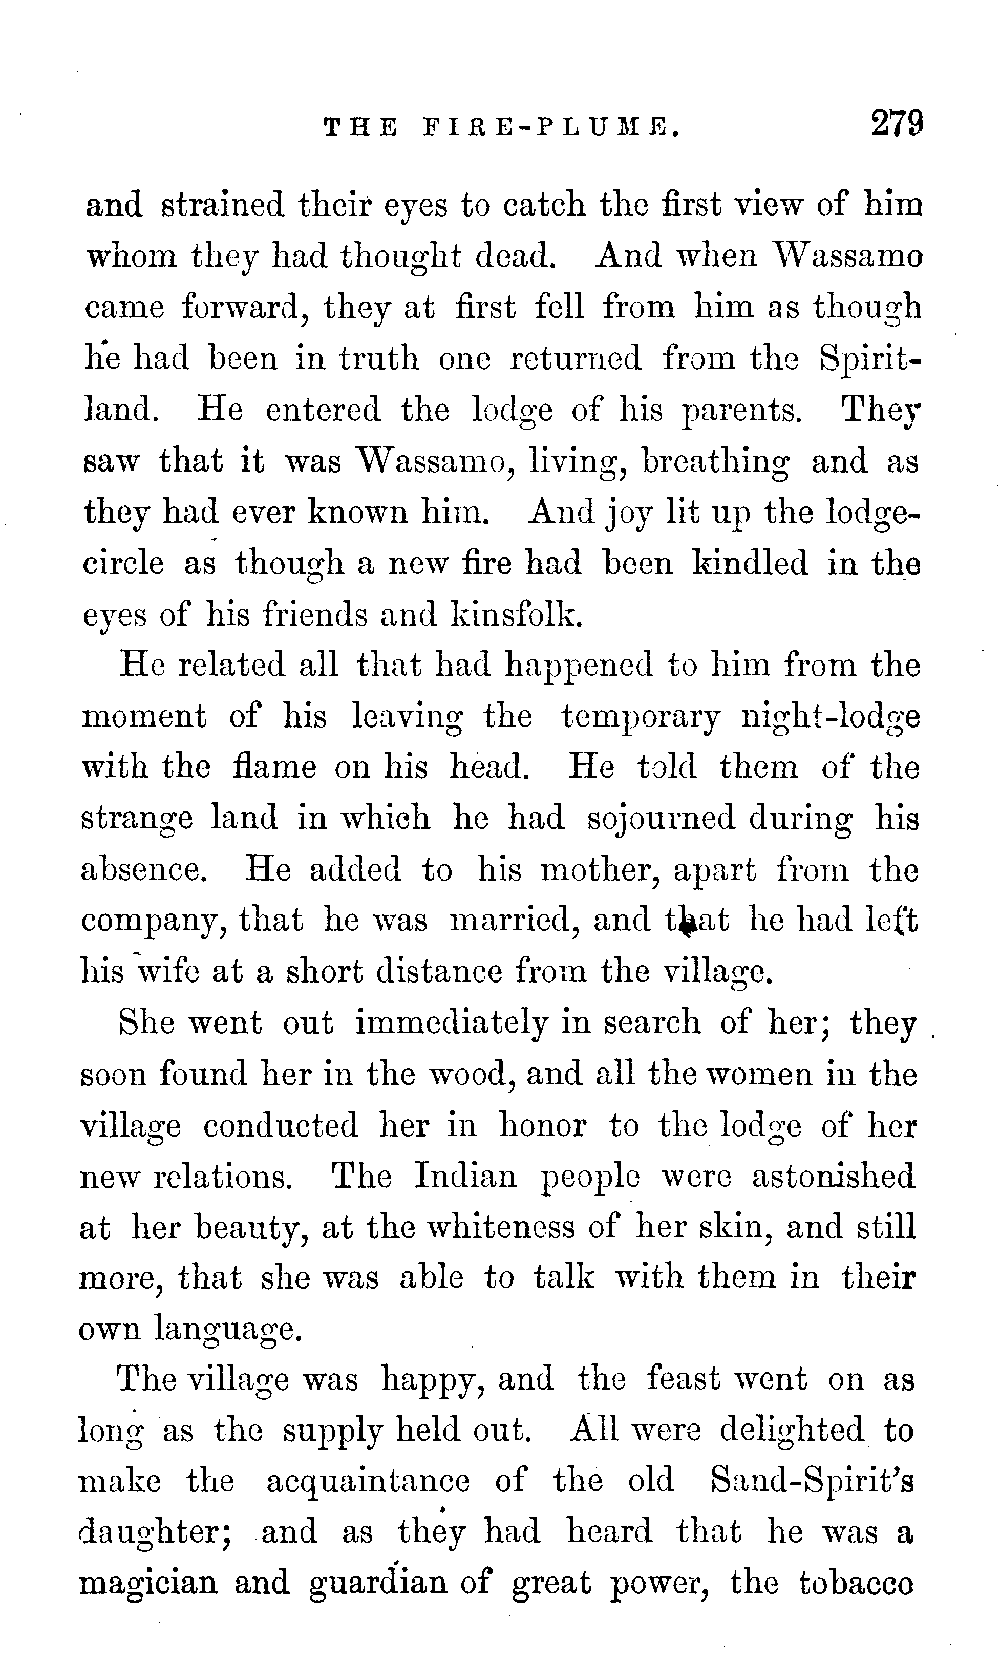 THE FIRE-PLUME. 279
and strained their eyes to catch the first view of him
whom they had thought dead. And when Wassamo
came forward, they at first fell from him as though
he had been in truth one returned from the Spirit-
land. He entered the lodge of his parents. They
saw that it was Wassamo, living, breathing and as
they had ever known him. And joy lit up the lodge-
circle as though a new fire had been kindled in the
eyes of his friends and kinsfolk.
He related all that had happened to him from the
moment of his leaving the temporary night-lodge
with the flame on his head. He told them of the
strange land in which he had sojourned during his
absence. He added to his mother, apart from the
company, that he was married, and that he had left
his wife at a short distance from the village.
She went out immediately in search of her; they
soon found her in the wood, and all the women in the
village conducted her in honor to the lodge of her
new relations. The Indian people were astonished
at her beauty, at the whiteness of her skin, and still
more, that she was able to talk with them in their
own language.
The village was happy, and the feast went on as
long as the supply held out. All were delighted to
make the acquaintance of the old Sand-Spirit's
daughter; and as they had heard that he was a
magician and guardian of great power, the tobacco